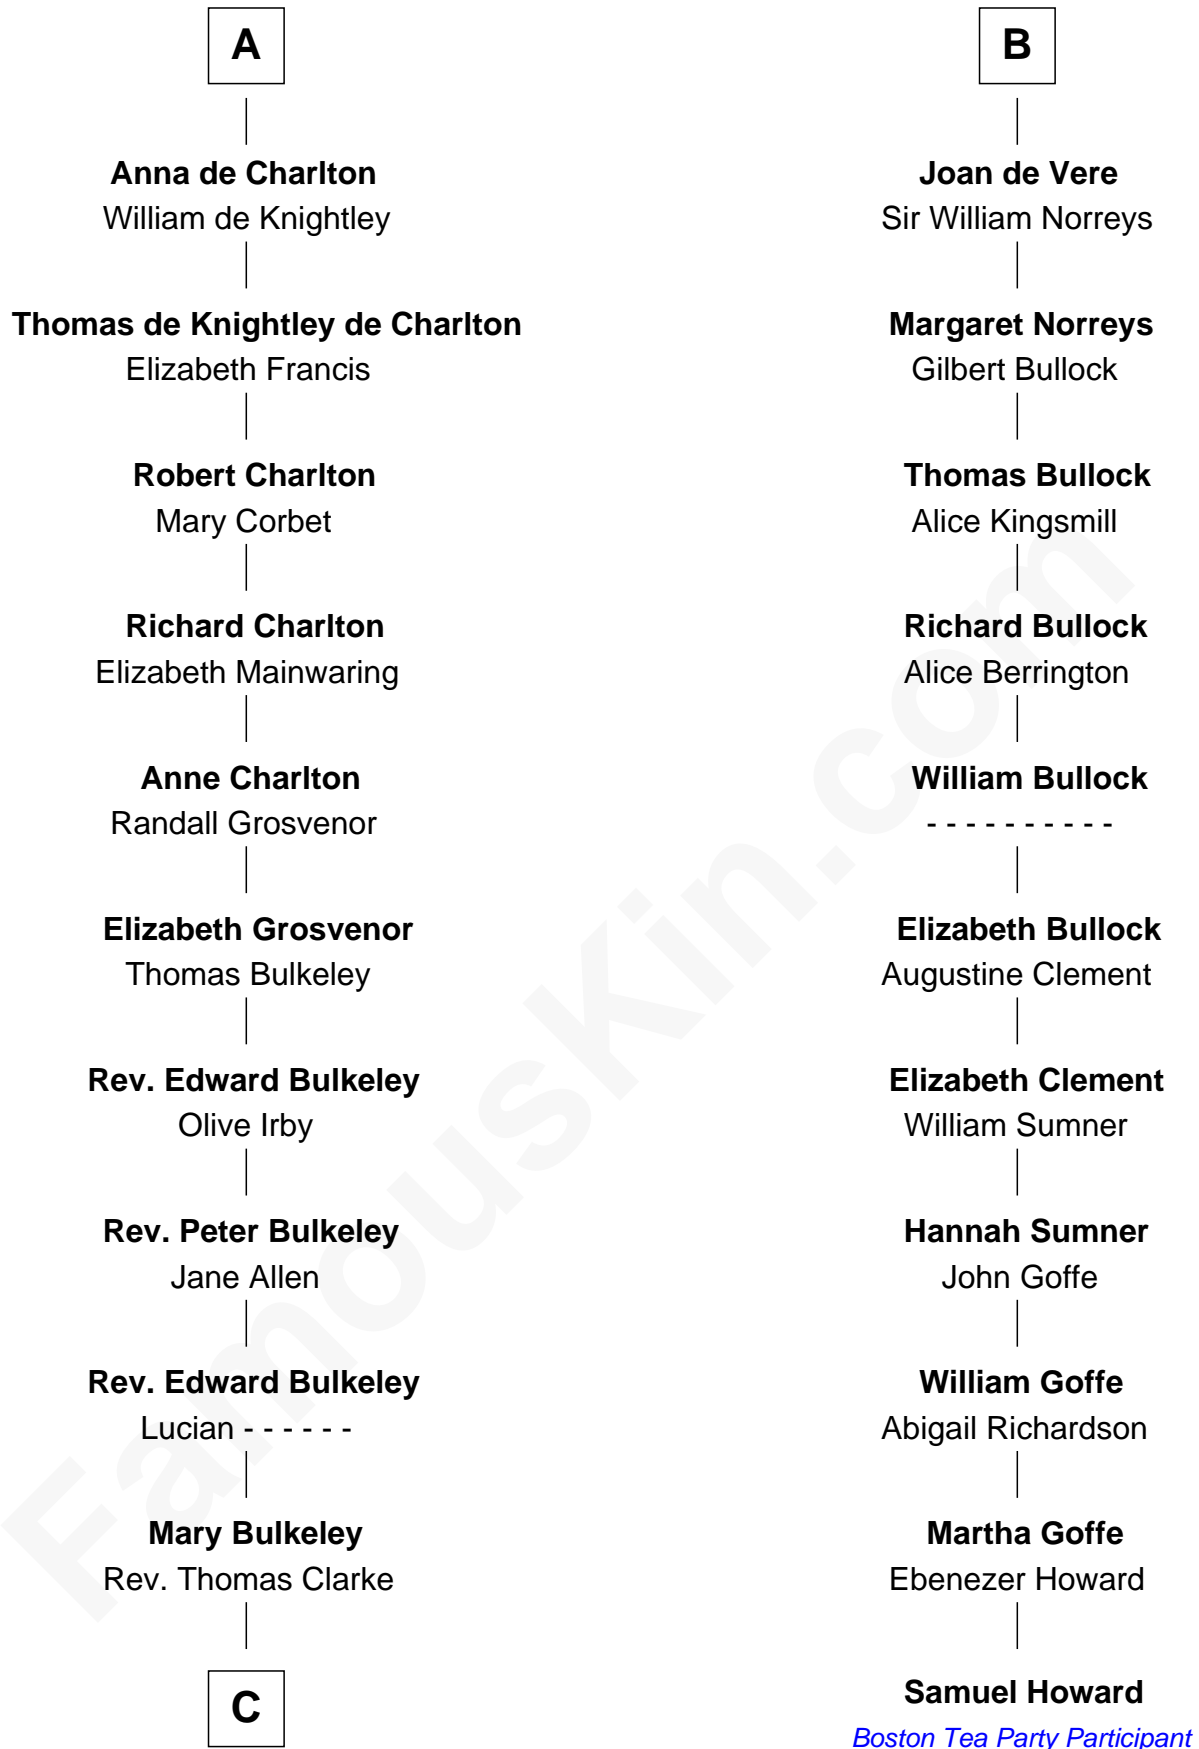 A
Anna de Charlton
William de Knightley
Thomas de Knightley de Charlton
Elizabeth Francis
Robert Charlton
Mary Corbet
Richard Charlton
Elizabeth Mainwaring
Anne Charlton
Randall Grosvenor
Elizabeth Grosvenor
Thomas Bulkeley
Rev. Edward Bulkeley
Olive Irby
Rev. Peter Bulkeley
Jane Allen
Rev. Edward Bulkeley
Lucian - - - - - -
Mary Bulkeley
Rev. Thomas Clarke
C
B
Joan de Vere
Sir William Norreys
Margaret Norreys
Gilbert Bullock
Thomas Bullock
Alice Kingsmill
Richard Bullock
Alice Berrington
William Bullock
- - - - - - - - - -
Elizabeth Bullock
Augustine Clement
Elizabeth Clement
William Sumner
Hannah Sumner
John Goffe
William Goffe
Abigail Richardson
Martha Goffe
Ebenezer Howard
Samuel Howard
Boston Tea Party Participant
FamousKin.com